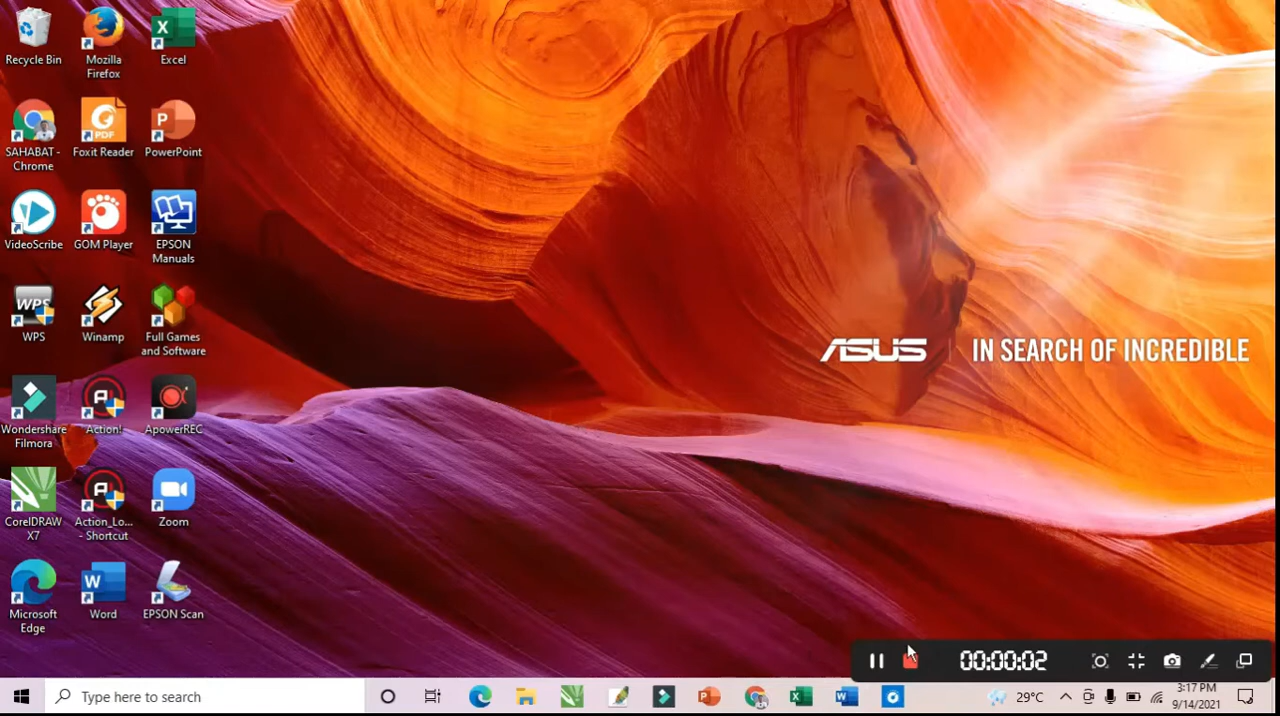 Recycle Bin
Mozilla
Firefox
Excel
SAHABAT -
Chrome
PDF
Foxit Reader
PowerPoint
VideoScribe
GOM Player
EPSON
Manuals
WPS
WPS
Winamp
Full Games
and Software
Wondershare
Filmora
Action!
ApowerREC
CorelDRAW
X7
Action_Lo...
- Shortcut
Zoom
Microsoft
Edge
Word
EPSON Scan
ASUS
IN SEARCH OF INCREDIBLE
00:00:02
Type here to search
29°C
3:17 PM
9/14/2021